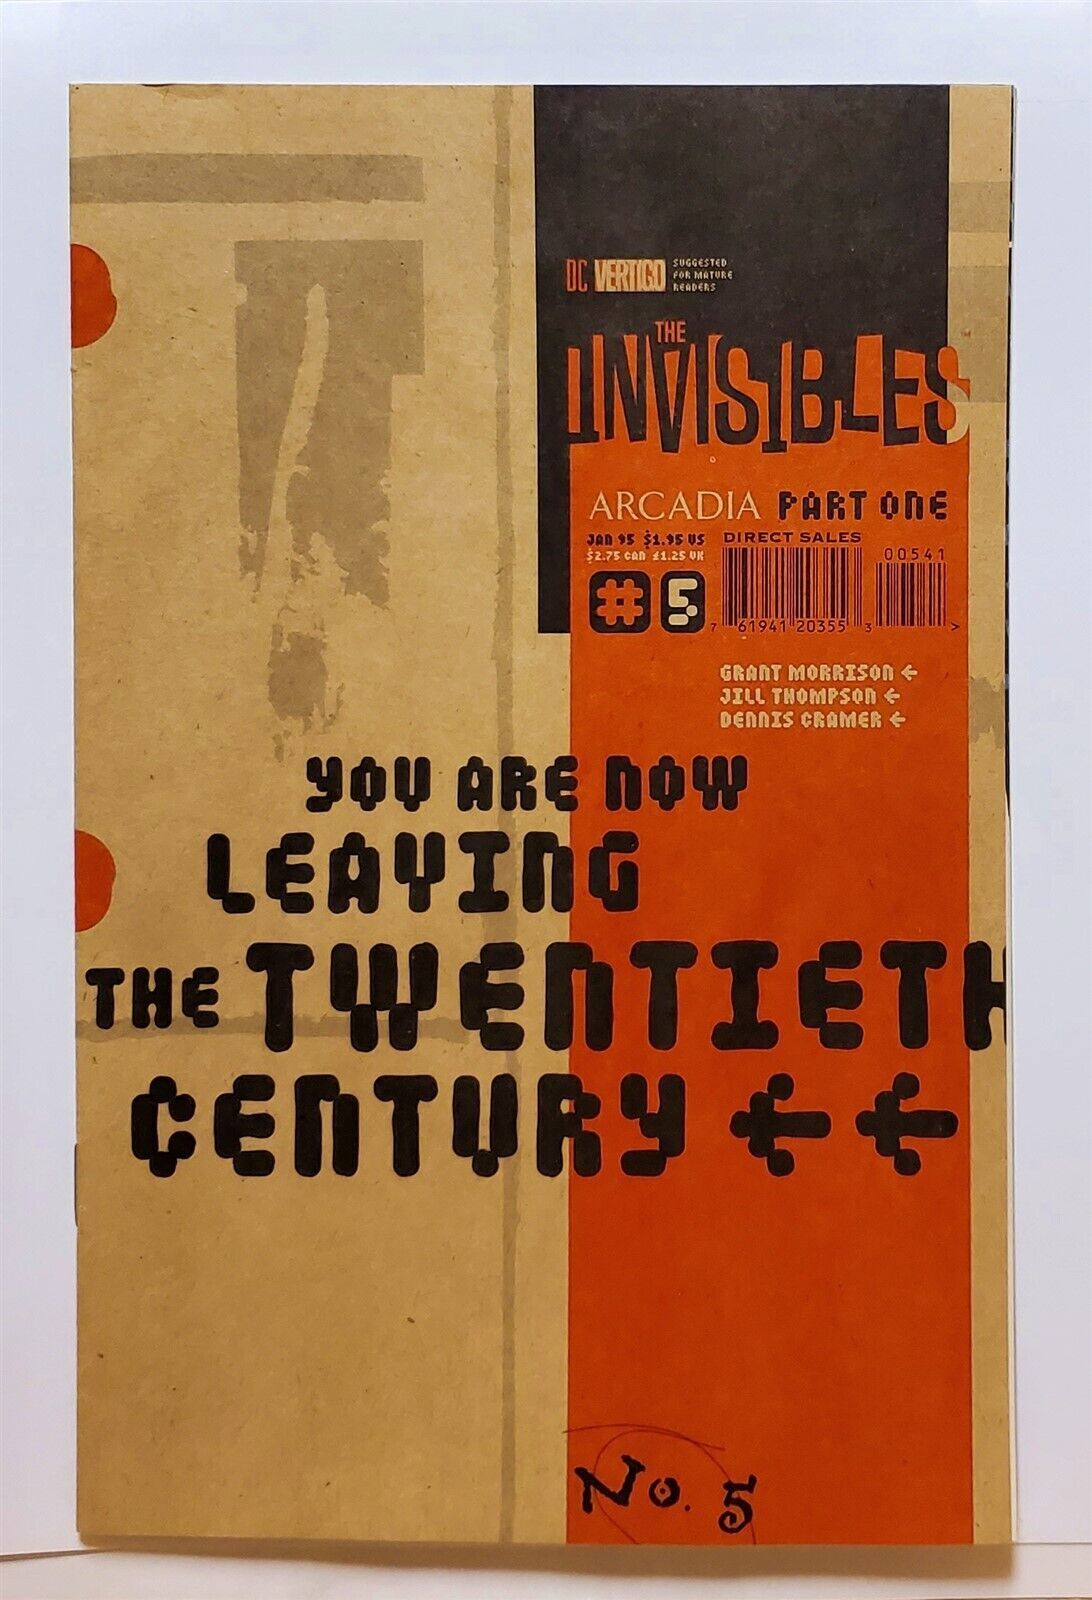 DC VERTIGO SUGGESTED
FOR MATURE
READERS
THE
INVISIBLES
ARCADIA PART ONE
JAN 95 $1.95 US
$2.75 CAN £1.25 UK
#5
DIRECT SALES
00541
7 61941 20355 3 >
GRANT MORRISON ←
JILL THOMPSON ←
DENNIS CRAMER ←
YOU ARE NOW
LEAVING
THE TWENTIETH
CENTURY ← ←
No. 5